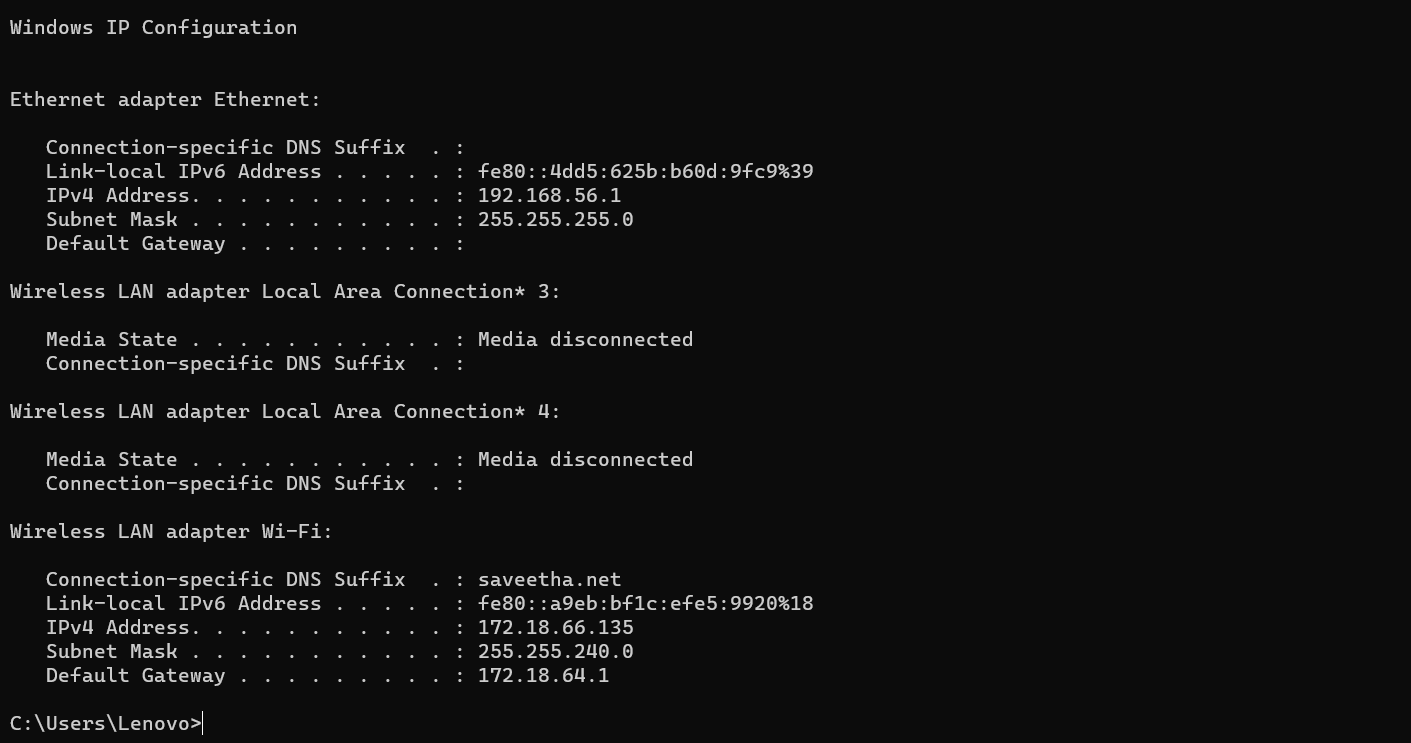 Windows IP Configuration
Ethernet adapter Ethernet:
   Connection-specific DNS Suffix  . :
   Link-local IPv6 Address . . . . . : fe80::4dd5:625b:b60d:9fc9%39
   IPv4 Address. . . . . . . . . . . : 192.168.56.1
   Subnet Mask . . . . . . . . . . . : 255.255.255.0
   Default Gateway . . . . . . . . . :
Wireless LAN adapter Local Area Connection* 3:
   Media State . . . . . . . . . . . : Media disconnected
   Connection-specific DNS Suffix  . :
Wireless LAN adapter Local Area Connection* 4:
   Media State . . . . . . . . . . . : Media disconnected
   Connection-specific DNS Suffix  . :
Wireless LAN adapter Wi-Fi:
   Connection-specific DNS Suffix  . : saveetha.net
   Link-local IPv6 Address . . . . . : fe80::a9eb:bf1c:efe5:9920%18
   IPv4 Address. . . . . . . . . . . : 172.18.66.135
   Subnet Mask . . . . . . . . . . . : 255.255.240.0
   Default Gateway . . . . . . . . . : 172.18.64.1
C:\Users\Lenovo>